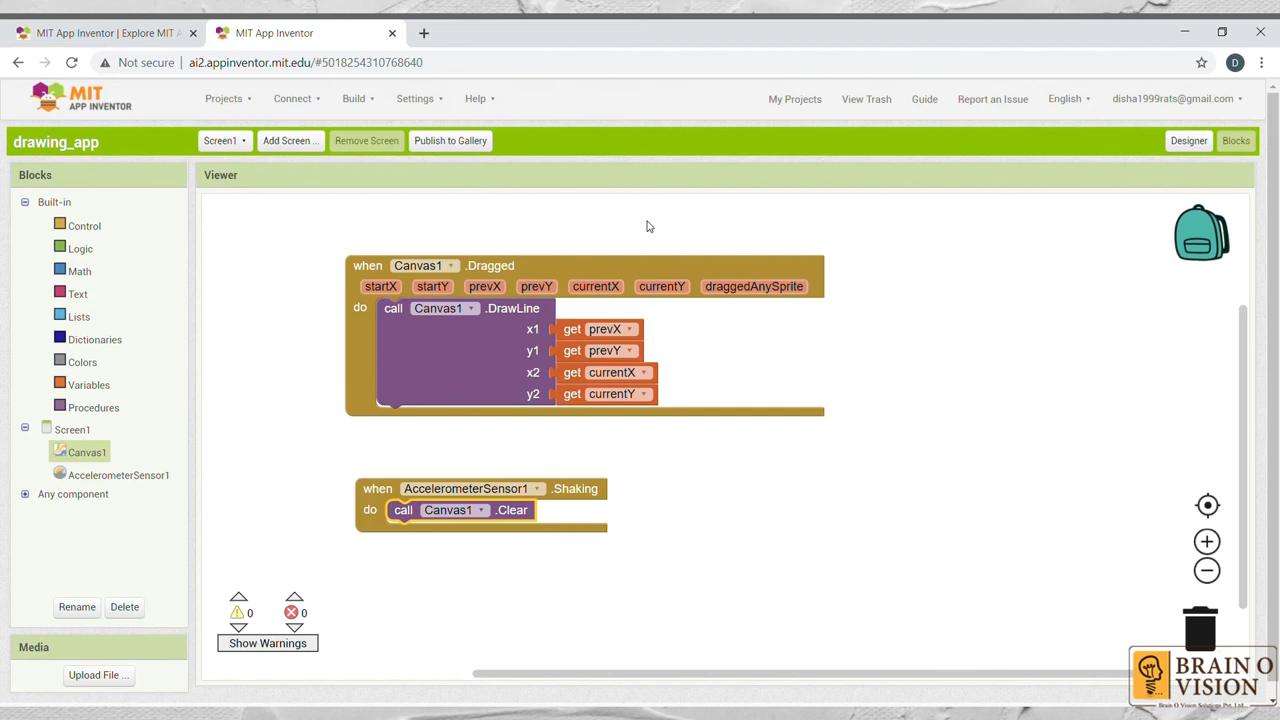 MIT App Inventor | Explore MIT A
MIT App Inventor
Not secure
ai2.appinventor.mit.edu/#5018254310768640
D
MIT
APP INVENTOR
Projects
Connect
Build
Settings
Help
My Projects
View Trash
Guide
Report an Issue
English
disha1999rats@gmail.com
drawing_app
Screen1
Add Screen ...
Remove Screen
Publish to Gallery
Designer
Blocks
Blocks
Viewer
Built-in
Control
Logic
Math
Text
Lists
Dictionaries
Colors
Variables
Procedures
Screen1
Canvas1
AccelerometerSensor1
Any component
Rename
Delete
Media
Upload File ...
when Canvas1 .Dragged
startX startY prevX prevY currentX currentY draggedAnySprite
do call Canvas1 .DrawLine
x1 get prevX
y1 get prevY
x2 get currentX
y2 get currentY
when AccelerometerSensor1 .Shaking
do call Canvas1 .Clear
0
0
Show Warnings
BRAIN O
VISION
Brain O Vision Solutions Pvt. Ltd.